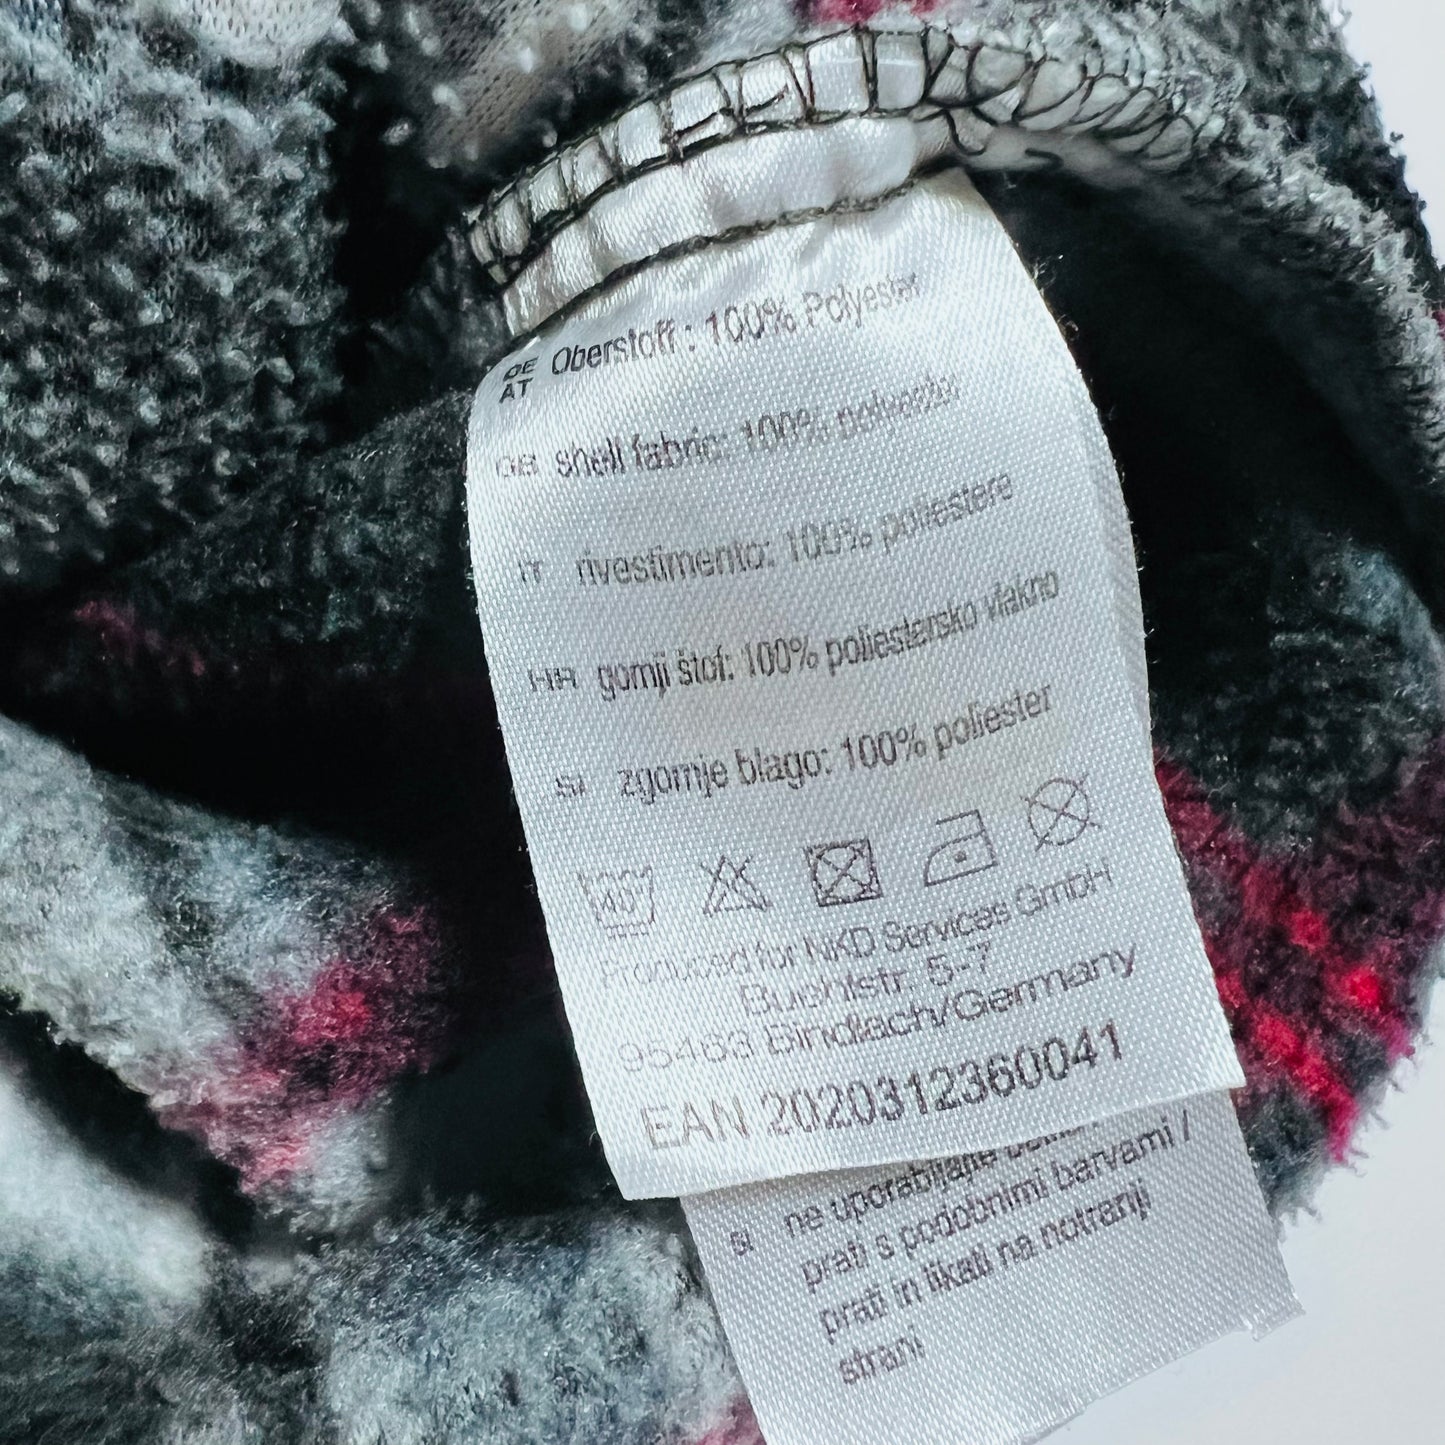 DE
AT Oberstoff : 100% Polyester
GB shell fabric: 100% polyester
IT rivestimento: 100% poliestere
HR gornji štof: 100% poliestersko vlakno
SI zgornje blago: 100% poliester
40°
Produced for NKD Services GmbH
Buehlstr. 5-7
95463 Bindlach/Germany
EAN 2020312360041
SI ne uporabljajte
prati s podobnimi barvami /
prati in likati na notranji
strani